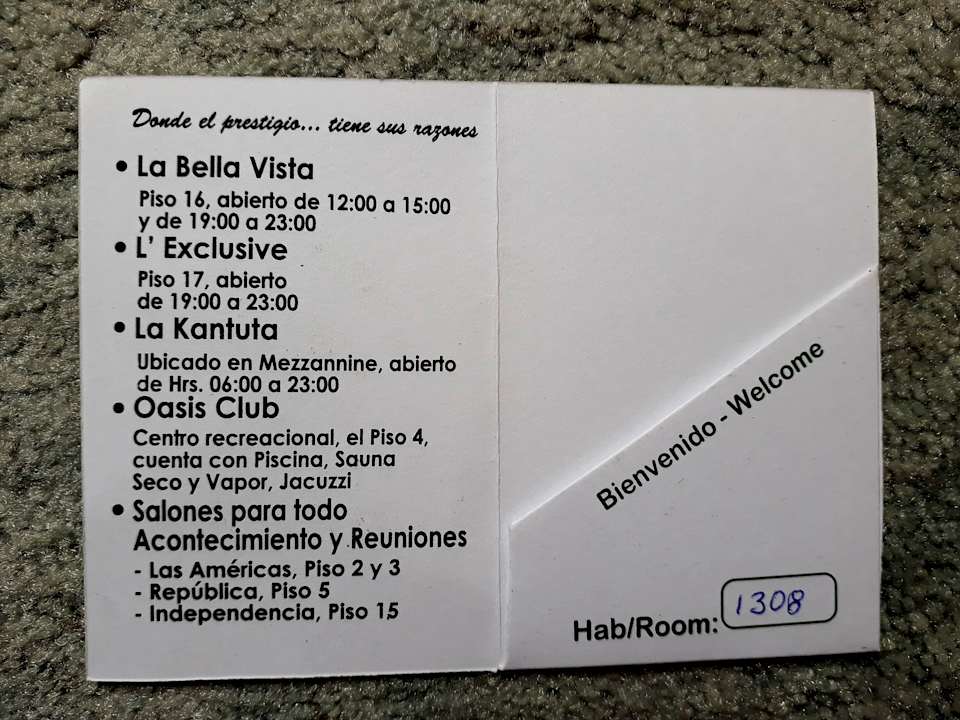 Donde el prestigio... tiene sus razones
• La Bella Vista
Piso 16, abierto de 12:00 a 15:00
y de 19:00 a 23:00
• L' Exclusive
Piso 17, abierto
de 19:00 a 23:00
• La Kantuta
Ubicado en Mezzannine, abierto
de Hrs. 06:00 a 23:00
• Oasis Club
Centro recreacional, el Piso 4,
cuenta con Piscina, Sauna
Seco y Vapor, Jacuzzi
• Salones para todo
Acontecimiento y Reuniones
- Las Américas, Piso 2 y 3
- República, Piso 5
- Independencia, Piso 15
Bienvenido - Welcome
Hab/Room: 1308